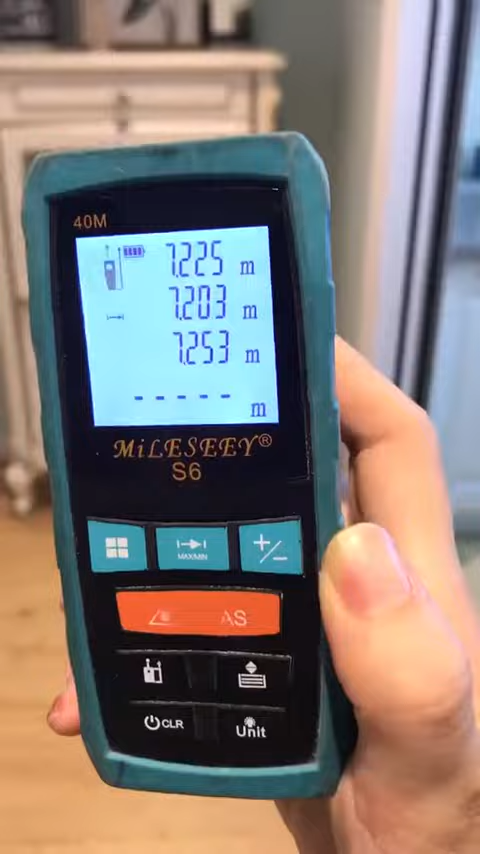 40M
7.225 m
7.203 m
7.253 m
----- m
MiLESEEY®
S6
MAX/MIN
+/−
AS
CLR
Unit